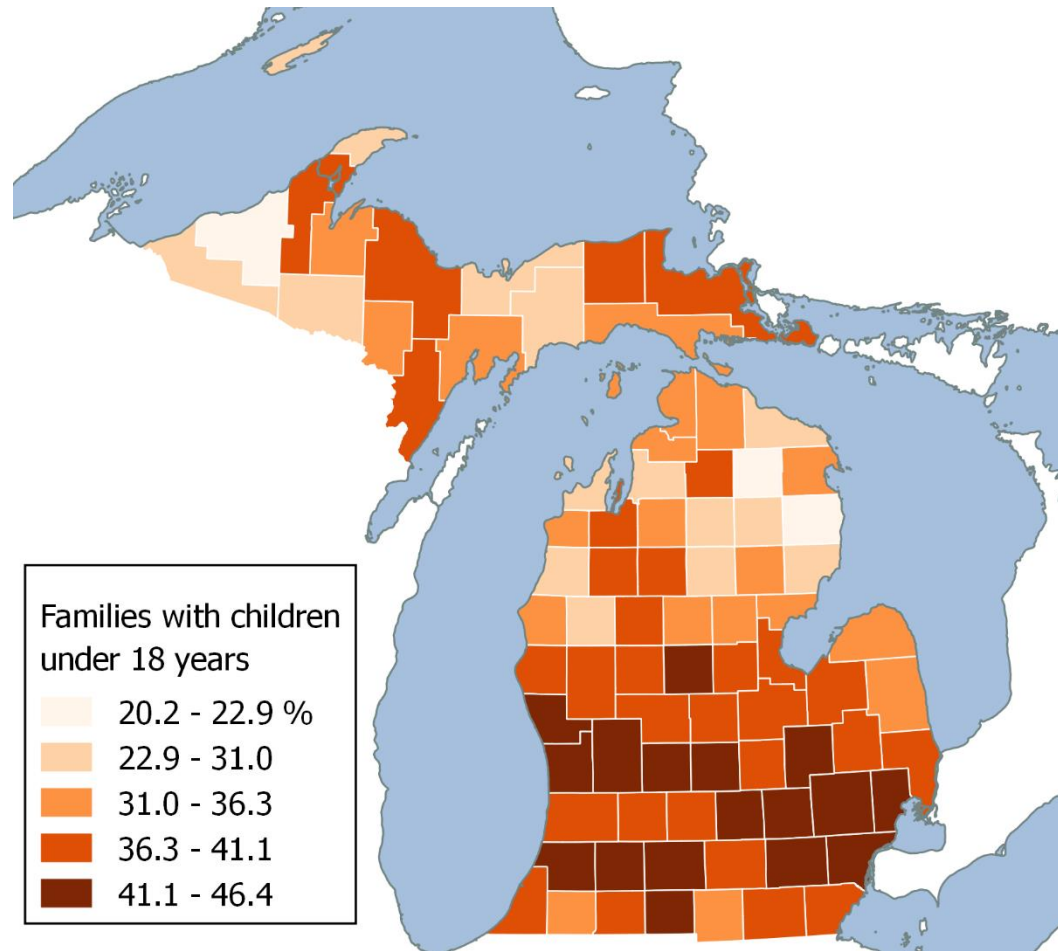 Families with children
under 18 years
20.2 - 22.9 %
22.9 - 31.0
31.0 - 36.3
36.3 - 41.1
41.1 - 46.4